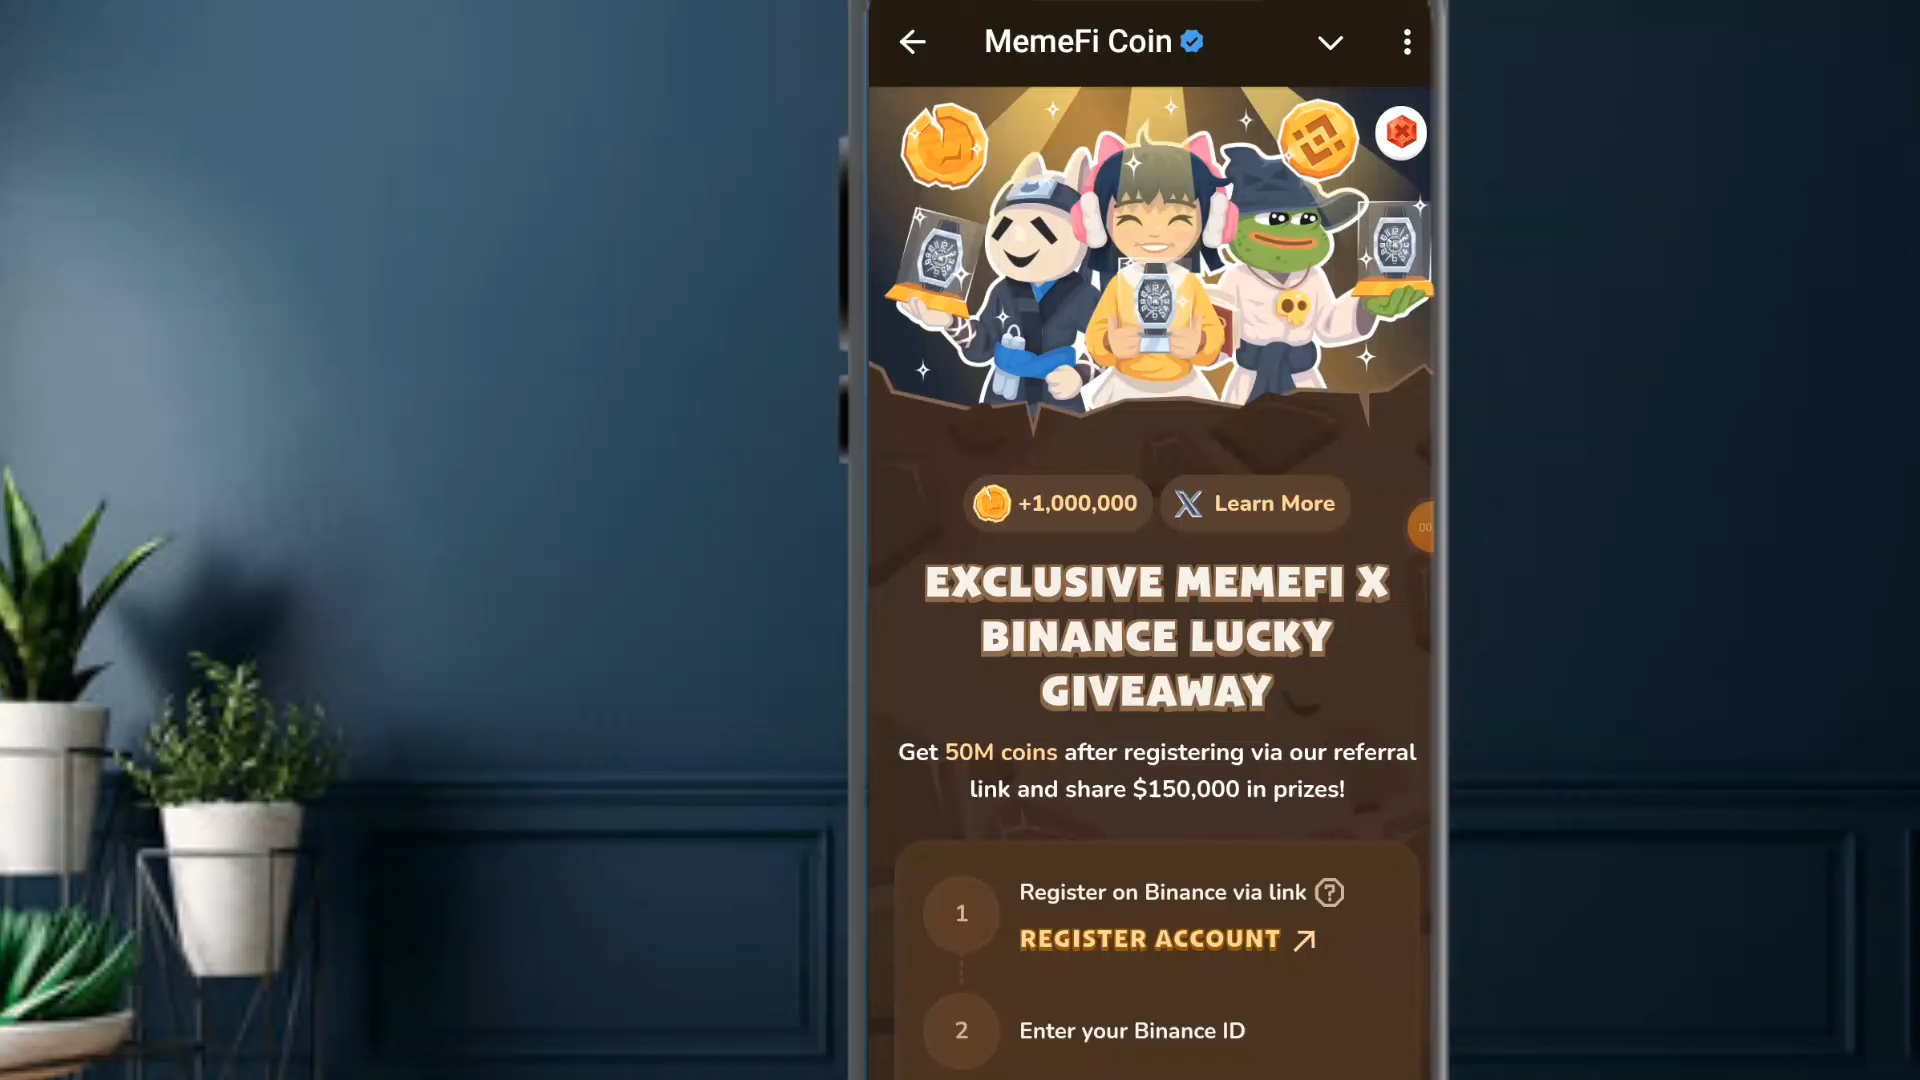 MemeFi Coin
+1,000,000
Learn More
EXCLUSIVE MEMEFI X
BINANCE LUCKY
GIVEAWAY
Get 50M coins after registering via our referral
link and share $150,000 in prizes!
1
Register on Binance via link
REGISTER ACCOUNT
2
Enter your Binance ID